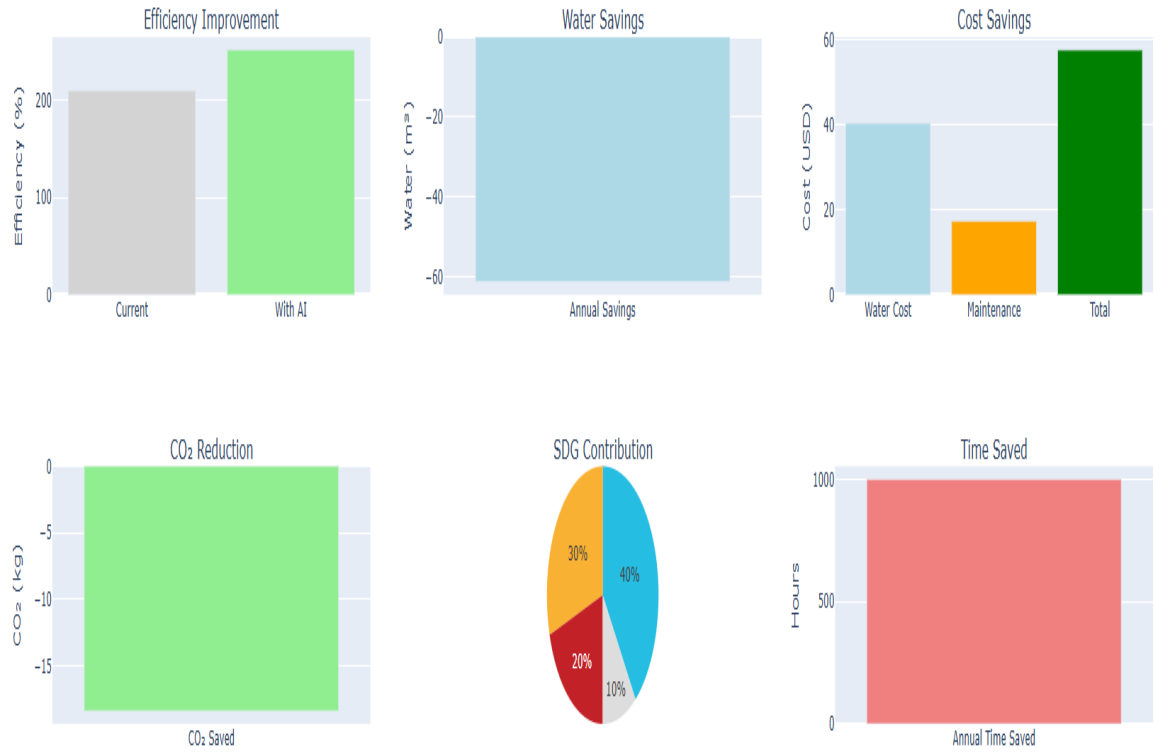 Efficiency Improvement
Efficiency (%)
200
100
0
Current
With AI
Water Savings
Water (m³)
0
−20
−40
−60
Annual Savings
Cost Savings
Cost (USD)
60
40
20
0
Water Cost
Maintenance
Total
CO₂ Reduction
CO₂ (kg)
0
−5
−10
−15
CO₂ Saved
SDG Contribution
30%
40%
20%
10%
Time Saved
Hours
1000
500
0
Annual Time Saved